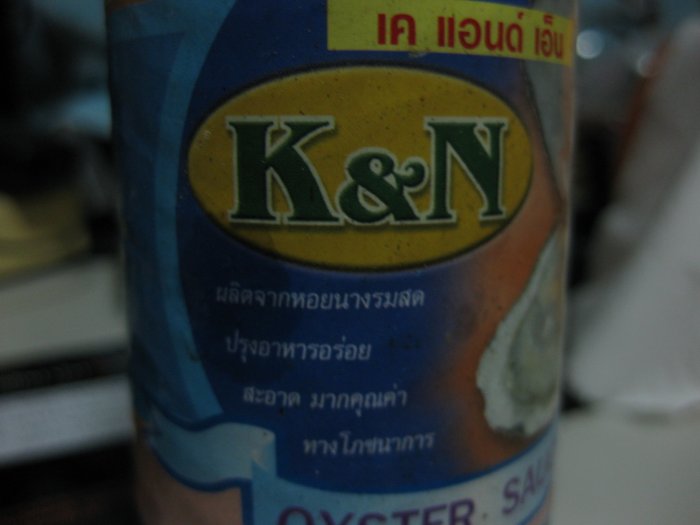 เค แอนด์ เอ็น
K&N
ผลิตจากหอยนางรมสด
ปรุงอาหารอร่อย
สะอาด มากคุณค่า
ทางโภชนาการ
OYSTER